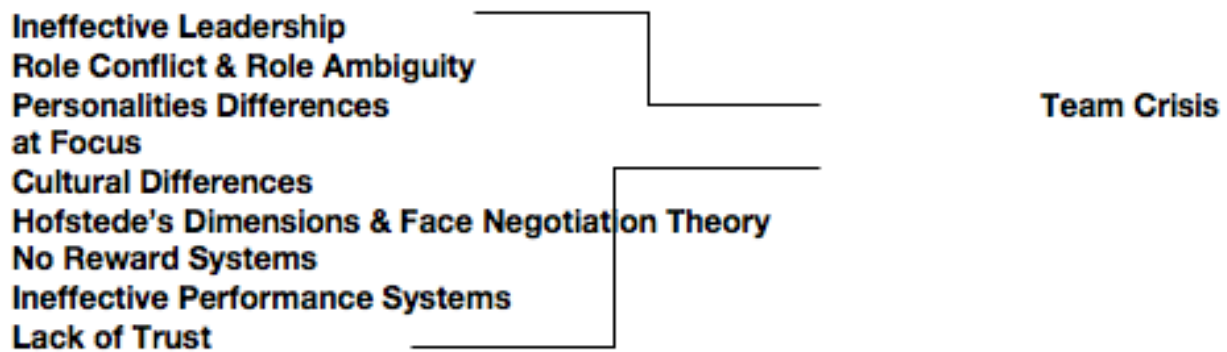 Ineffective Leadership
Role Conflict & Role Ambiguity
Personalities Differences
at Focus
Team Crisis
Cultural Differences
Hofstede's Dimensions & Face Negotiation Theory
No Reward Systems
Ineffective Performance Systems
Lack of Trust